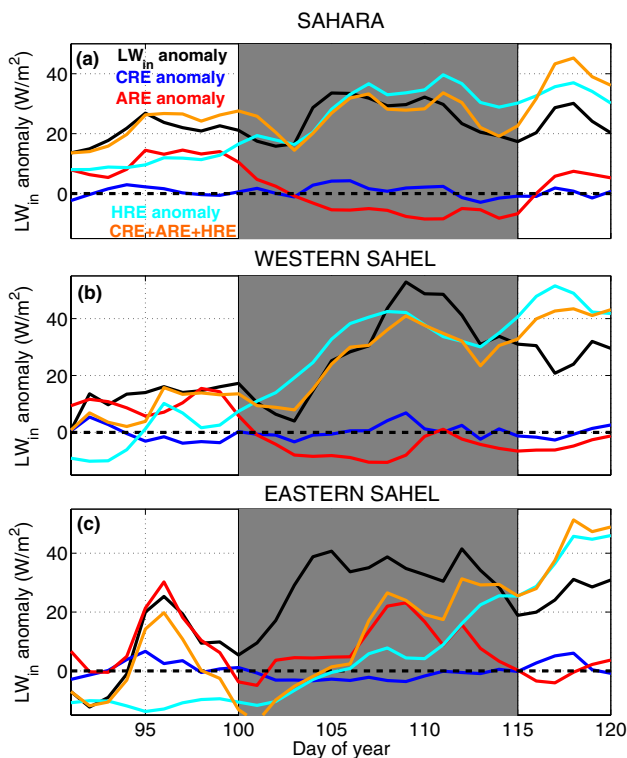 SAHARA
(a)
LW_in anomaly
CRE anomaly
ARE anomaly
HRE anomaly
CRE+ARE+HRE
LW_in anomaly (W/m²)
40
20
0
WESTERN SAHEL
(b)
LW_in anomaly (W/m²)
40
20
0
EASTERN SAHEL
(c)
LW_in anomaly (W/m²)
40
20
0
95 100 105 110 115 120
Day of year